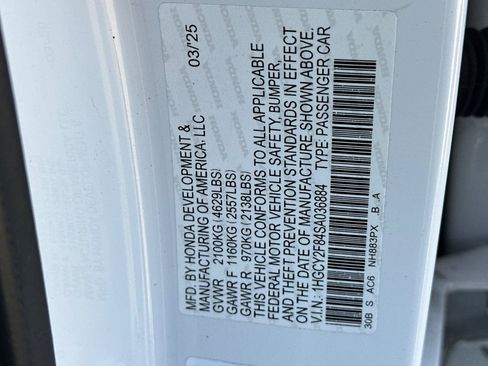 MFD. BY HONDA DEVELOPMENT & 03/'25
MANUFACTURING OF AMERICA, LLC
GVWR 2100KG(4629LBS)
GAWR F 1160KG(2557LBS)
GAWR R 970KG(2138LBS)
THIS VEHICLE CONFORMS TO ALL APPLICABLE
FEDERAL MOTOR VEHICLE SAFETY, BUMPER,
AND THEFT PREVENTION STANDARDS IN EFFECT
ON THE DATE OF MANUFACTURE SHOWN ABOVE.
V.I.N.: 1HGCY2F84SA036884 TYPE: PASSENGER CAR
30B S AC6 NH883PX B A